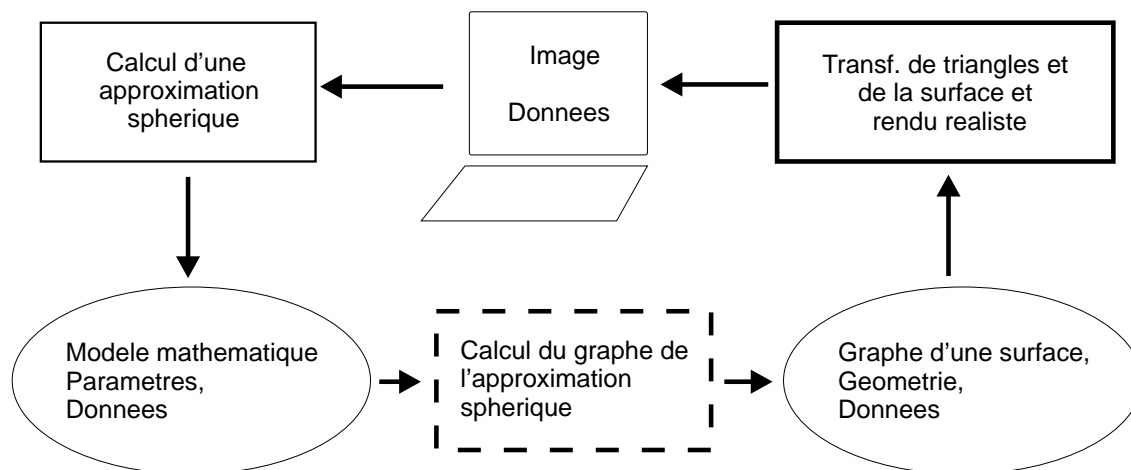 Calcul d'une
approximation
spherique
Image
Donnees
Transf. de triangles et
de la surface et
rendu realiste
Modele mathematique
Parametres,
Donnees
Calcul du graphe de
l'approximation
spherique
Graphe d'une surface,
Geometrie,
Donnees